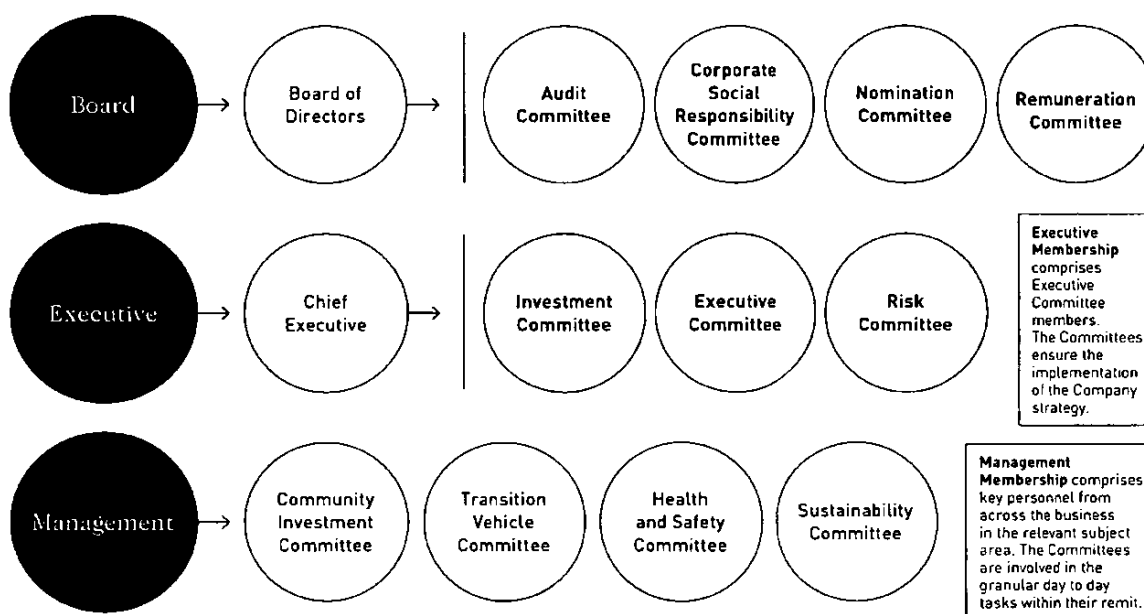 Board
Board of
Directors
Audit
Committee
Corporate
Social
Responsibility
Committee
Nomination
Committee
Remuneration
Committee
Executive
Chief
Executive
Investment
Committee
Executive
Committee
Risk
Committee
Executive
Membership
comprises
Executive
Committee
members.
The Committees
ensure the
implementation
of the Company
strategy.
Management
Community
Investment
Committee
Transition
Vehicle
Committee
Health
and Safety
Committee
Sustainability
Committee
Management
Membership comprises
key personnel from
across the business
in the relevant subject
area. The Committees
are involved in the
granular day to day
tasks within their remit.